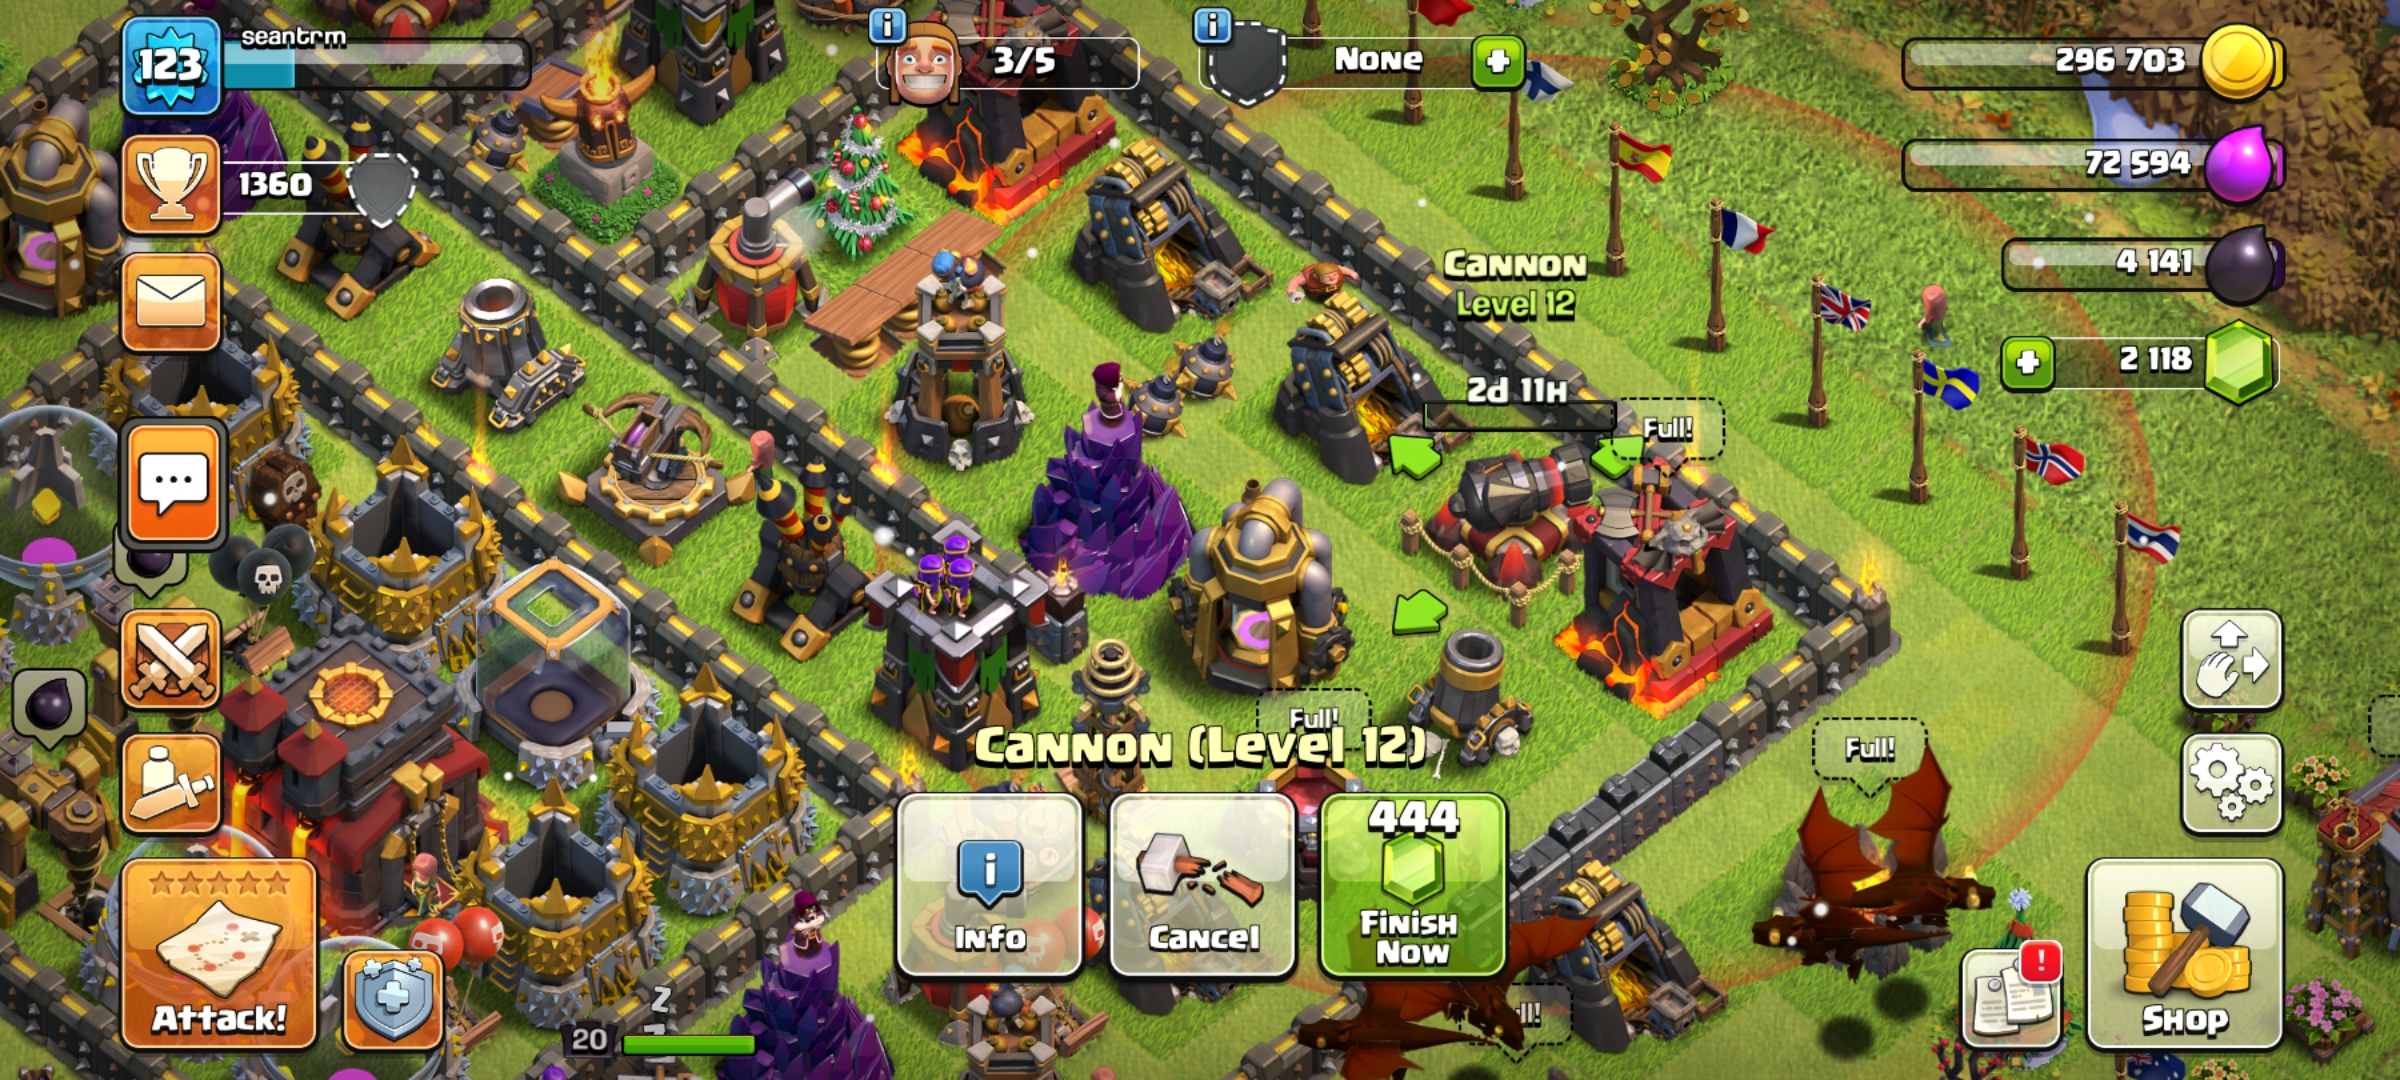 seantrm
123
3/5
None
296 703
1360
72 594
4 141
2 118
Cannon
Level 12
2d 11h
Full!
Full!
Full!
Cannon (Level 12)
444
Info
Cancel
Finish
Now
Attack!
Shop
20
z